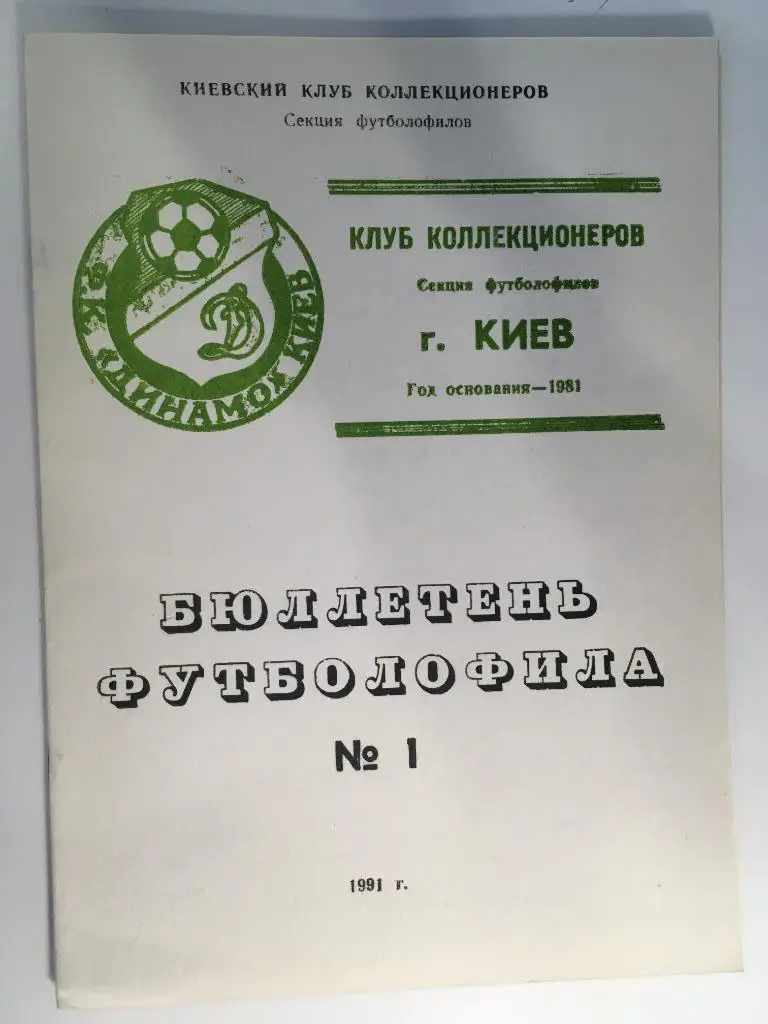 КИЕВСКИЙ КЛУБ КОЛЛЕКЦИОНЕРОВ
Секция футболофилов
Ф.К. «ДИНАМО» КИЕВ
Д
КЛУБ КОЛЛЕКЦИОНЕРОВ
Секция футболофилов
г. КИЕВ
Год основания—1981
БЮЛЛЕТЕНЬ
ФУТБОЛОФИЛА
№ 1
1991 г.